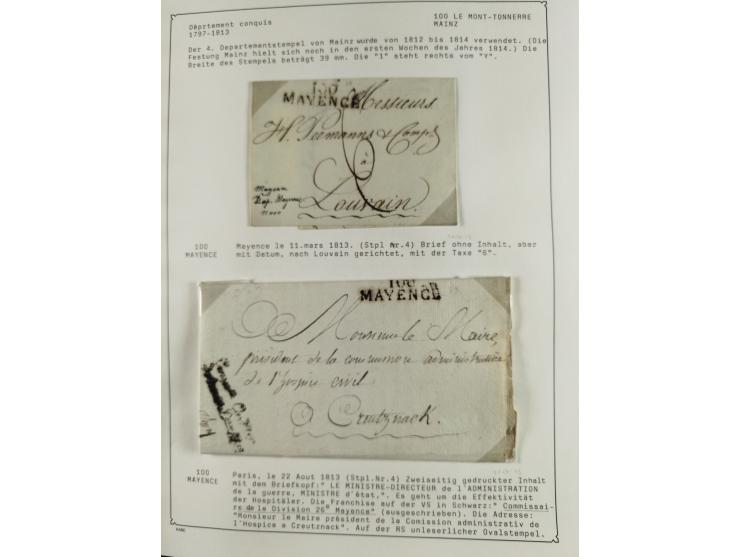 Déprtement conquis
1797-1813
100 LE MONT-TONNERRE
MAINZ
Der 4. Departementstempel von Mainz wurde von 1812 bis 1814 verwendet. (Die
Festung Mainz hielt sich noch in den ersten Wochen des Jahres 1814.) Die
Breite des Stempels beträgt 39 mm. Die "1" steht rechts vom "Y".
100
MAYENCE
Messieurs
& Comp
6
Louvain.
100
MAYENCE
Mayence le 11.mars 1813. (Stpl Nr.4) Brief ohne Inhalt, aber
mit Datum, nach Louvain gerichtet, mit der Taxe "6".
100
MAYENCE
Monsieur le Maire,
président de la commission administrative
de l'hospice civil
a Creutznack.
100
MAYENCE
Paris, le 22 Aout 1813 (Stpl.Nr.4) Zweiseitig gedruckter Inhalt
mit dem Briefkopf:" LE MINISTRE-DIRECTEUR de l'ADMINISTRATION
de la guerre, MINISTRE d'état,". Es geht um die Effektivität
der Hospitäler. Die Franchise auf der VS in Schwarz:" Commissai-
rs de le Division 26e Mayence" (ausgeschrieben). Die Adresse:
"Monsieur le Meire président de la Comission administrativ de
l'Hospice a Creutznack". Auf der RS unleserlicher Ovalstempel.